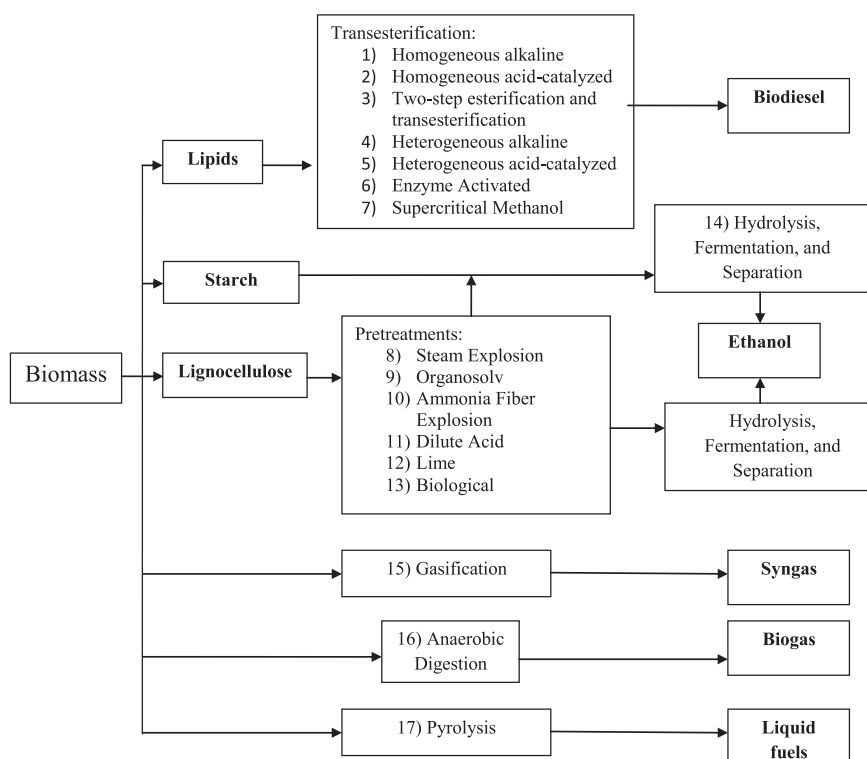 Transesterification:
1) Homogeneous alkaline
2) Homogeneous acid-catalyzed
3) Two-step esterification and
transesterification
4) Heterogeneous alkaline
5) Heterogeneous acid-catalyzed
6) Enzyme Activated
7) Supercritical Methanol
Biodiesel
Lipids
14) Hydrolysis,
Fermentation, and
Separation
Starch
Pretreatments:
8) Steam Explosion
9) Organosolv
10) Ammonia Fiber
Explosion
11) Dilute Acid
12) Lime
13) Biological
Ethanol
Biomass
Lignocellulose
Hydrolysis,
Fermentation, and
Separation
15) Gasification
Syngas
16) Anaerobic
Digestion
Biogas
17) Pyrolysis
Liquid
fuels